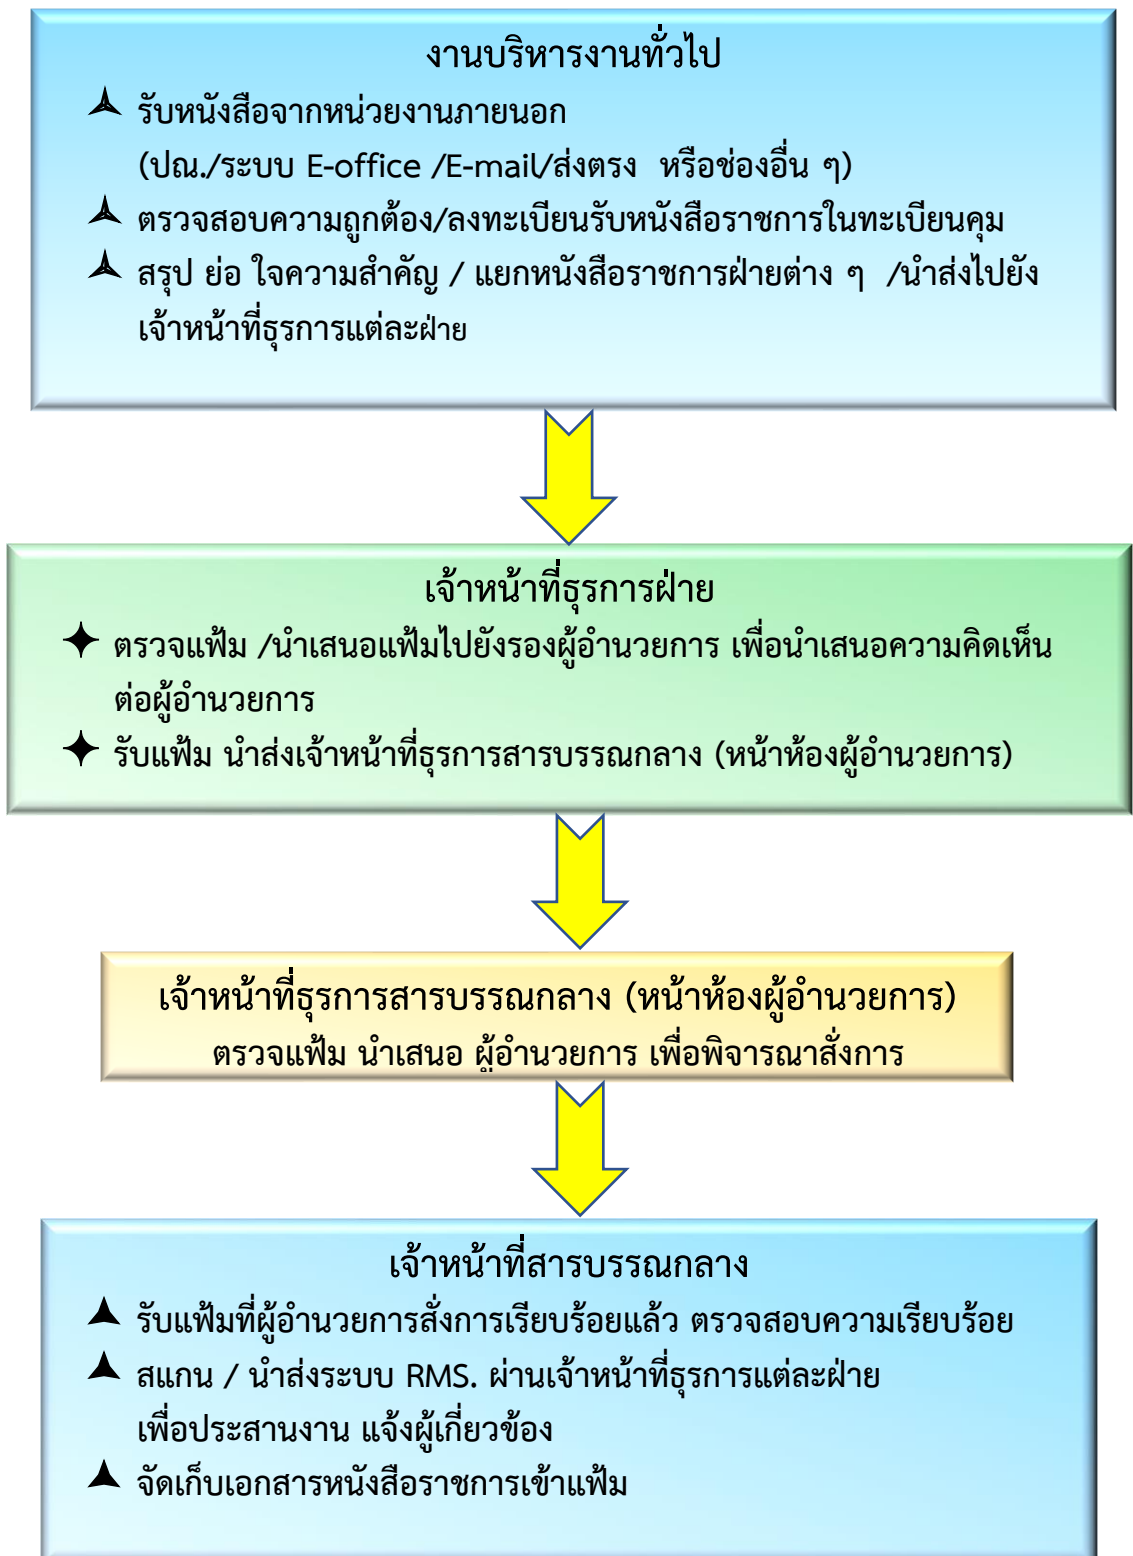 งานบริหารงานทั่วไป
รับหนังสือจากหน่วยงานภายนอก
(ปณ./ระบบ E-office /E-mail/ส่งตรง หรือช่องอื่น ๆ)
ตรวจสอบความถูกต้อง/ลงทะเบียนรับหนังสือราชการในทะเบียนคุม
สรุป ย่อ ใจความสำคัญ / แยกหนังสือราชการฝ่ายต่าง ๆ /นำส่งไปยัง
เจ้าหน้าที่ธุรการแต่ละฝ่าย
เจ้าหน้าที่ธุรการฝ่าย
ตรวจแฟ้ม /นำเสนอแฟ้มไปยังรองผู้อำนวยการ เพื่อนำเสนอความคิดเห็น
ต่อผู้อำนวยการ
รับแฟ้ม นำส่งเจ้าหน้าที่ธุรการสารบรรณกลาง (หน้าห้องผู้อำนวยการ)
เจ้าหน้าที่ธุรการสารบรรณกลาง (หน้าห้องผู้อำนวยการ)
ตรวจแฟ้ม นำเสนอ ผู้อำนวยการ เพื่อพิจารณาสั่งการ
เจ้าหน้าที่สารบรรณกลาง
รับแฟ้มที่ผู้อำนวยการสั่งการเรียบร้อยแล้ว ตรวจสอบความเรียบร้อย
สแกน / นำส่งระบบ RMS. ผ่านเจ้าหน้าที่ธุรการแต่ละฝ่าย
เพื่อประสานงาน แจ้งผู้เกี่ยวข้อง
จัดเก็บเอกสารหนังสือราชการเข้าแฟ้ม